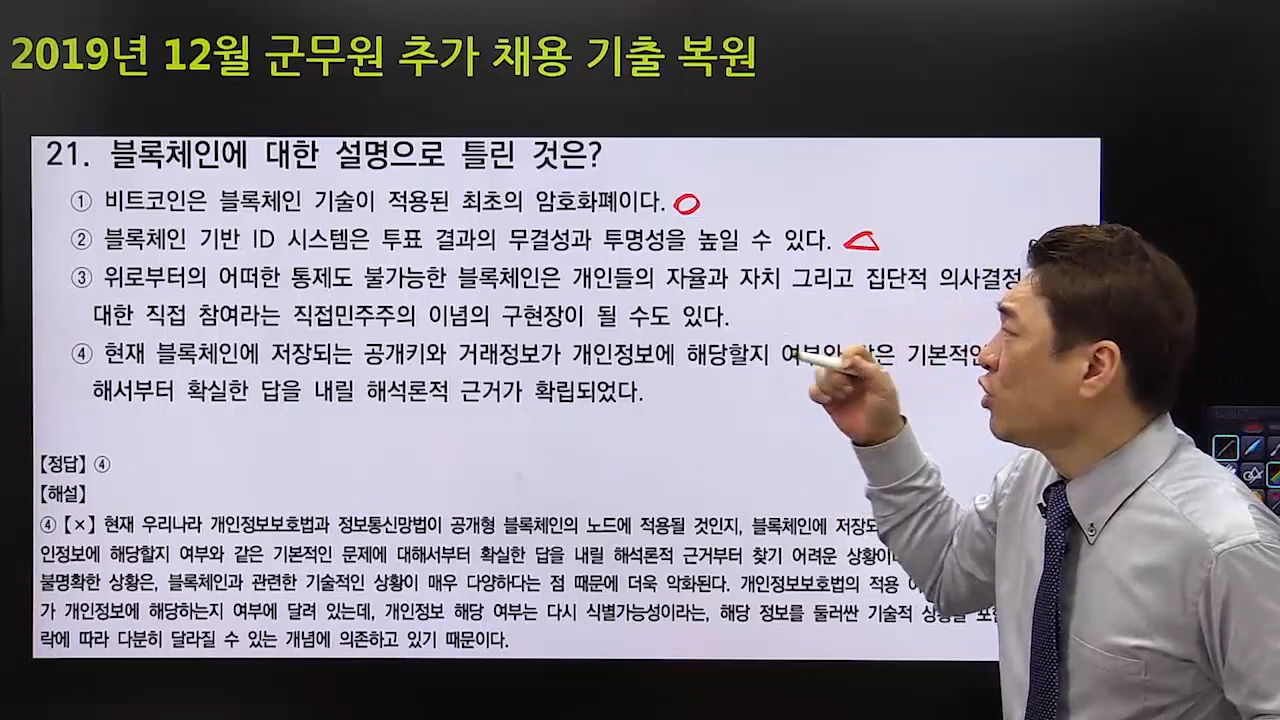 2019년 12월 군무원 추가 채용 기출 복원
21. 블록체인에 대한 설명으로 틀린 것은?
① 비트코인은 블록체인 기술이 적용된 최초의 암호화폐이다.
② 블록체인 기반 ID 시스템은 투표 결과의 무결성과 투명성을 높일 수 있다.
③ 위로부터의 어떠한 통제도 불가능한 블록체인은 개인들의 자율과 자치 그리고 집단적 의사결정
대한 직접 참여라는 직접민주주의 이념의 구현장이 될 수도 있다.
④ 현재 블록체인에 저장되는 공개키와 거래정보가 개인정보에 해당할지 기본적인
해서부터 확실한 답을 내릴 해석론적 근거가 확립되었다.
【정답】 ④
【해설】
④ 【×】 현재 우리나라 개인정보보호법과 정보통신망법이 공개형 블록체인의 노드에 적용될 것인지, 블록체인에
인정보에 해당할지 여부와 같은 기본적인 문제에 대해서부터 확실한 답을 내릴 해석론적 근거부터 찾기 어려운
불명확한 상황은, 블록체인과 관련한 기술적인 상황이 매우 다양하다는 점 때문에 더욱 악화된다. 개인정보보호법의 적용
가 개인정보에 해당하는지 여부에 달려 있는데, 개인정보 해당 여부는 다시 식별가능성이라는, 해당 정보를 둘러싼 기술적
락에 따라 다분히 달라질 수 있는 개념에 의존하고 있기 때문이다.